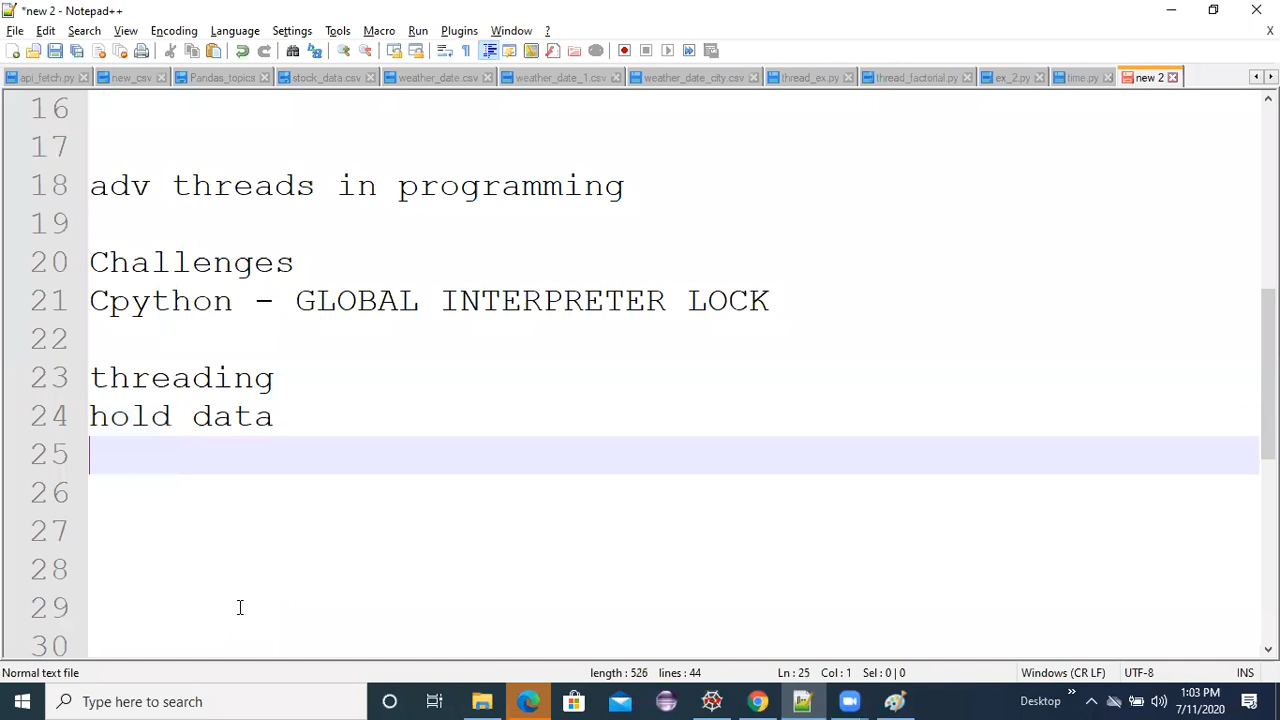 *new 2 - Notepad++
File Edit Search View Encoding Language Settings Tools Macro Run Plugins Window ? X
api_fetch.py new_csv Pandas_topics stock_data.csv weather_date.csv weather_date_1.csv weather_date_city.csv thread_ex.py thread_factorial.py ex_2.py time.py new 2
16
17
18 adv threads in programming
19
20 Challenges
21 Cpython - GLOBAL INTERPRETER LOCK
22
23 threading
24 hold data
25
26
27
28
29
30
Normal text file length : 526 lines : 44 Ln : 25 Col : 1 Sel : 0 | 0 Windows (CR LF) UTF-8 INS
Type here to search Desktop 1:03 PM
7/11/2020